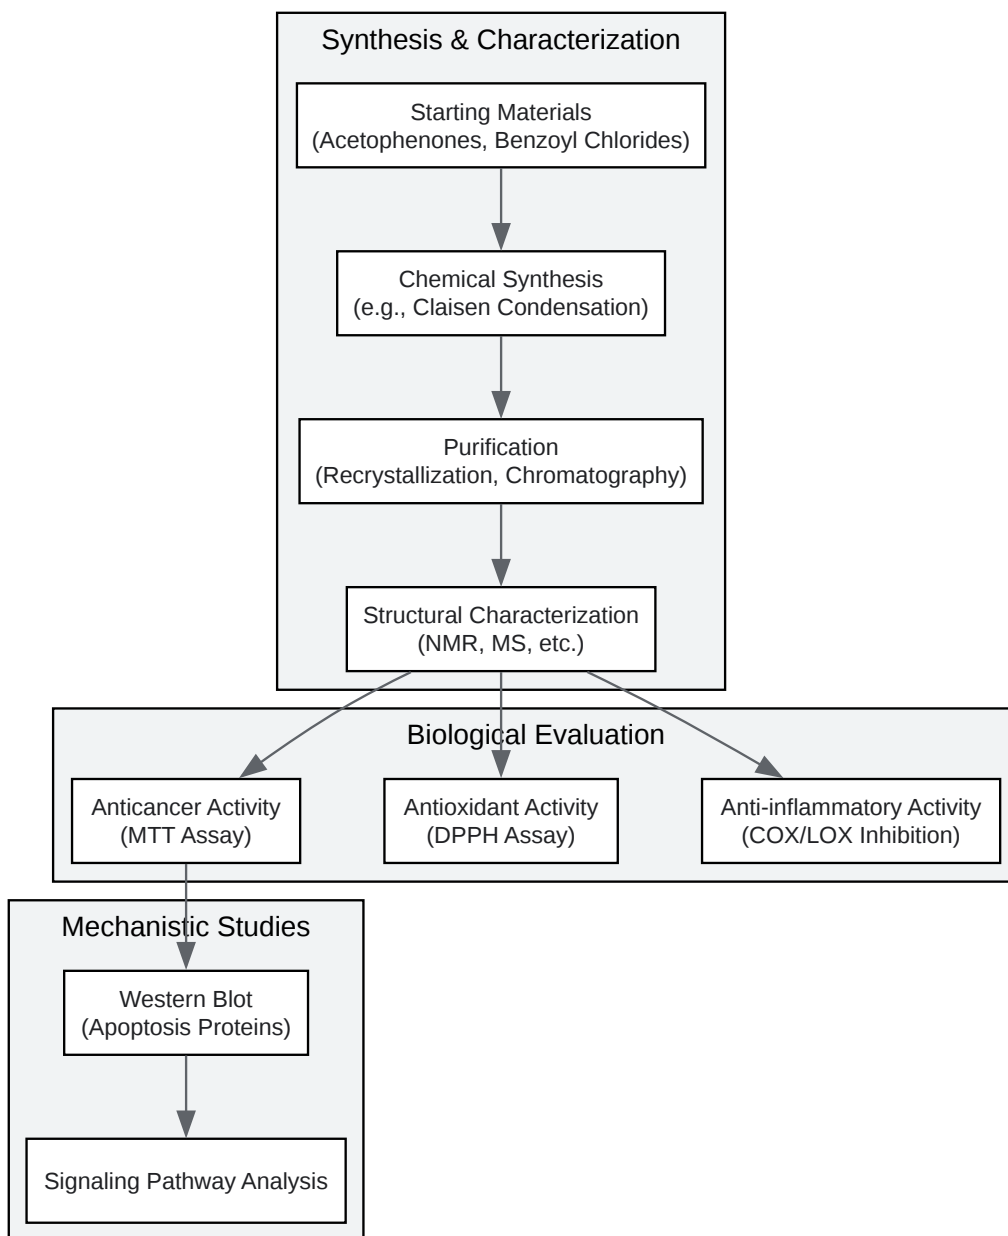 Synthesis & Characterization
Starting Materials
(Acetophenones, Benzoyl Chlorides)
Chemical Synthesis
(e.g., Claisen Condensation)
Purification
(Recrystallization, Chromatography)
Structural Characterization
(NMR, MS, etc.)
Biological Evaluation
Anticancer Activity
(MTT Assay)
Antioxidant Activity
(DPPH Assay)
Anti-inflammatory Activity
(COX/LOX Inhibition)
Mechanistic Studies
Western Blot
(Apoptosis Proteins)
Signaling Pathway Analysis